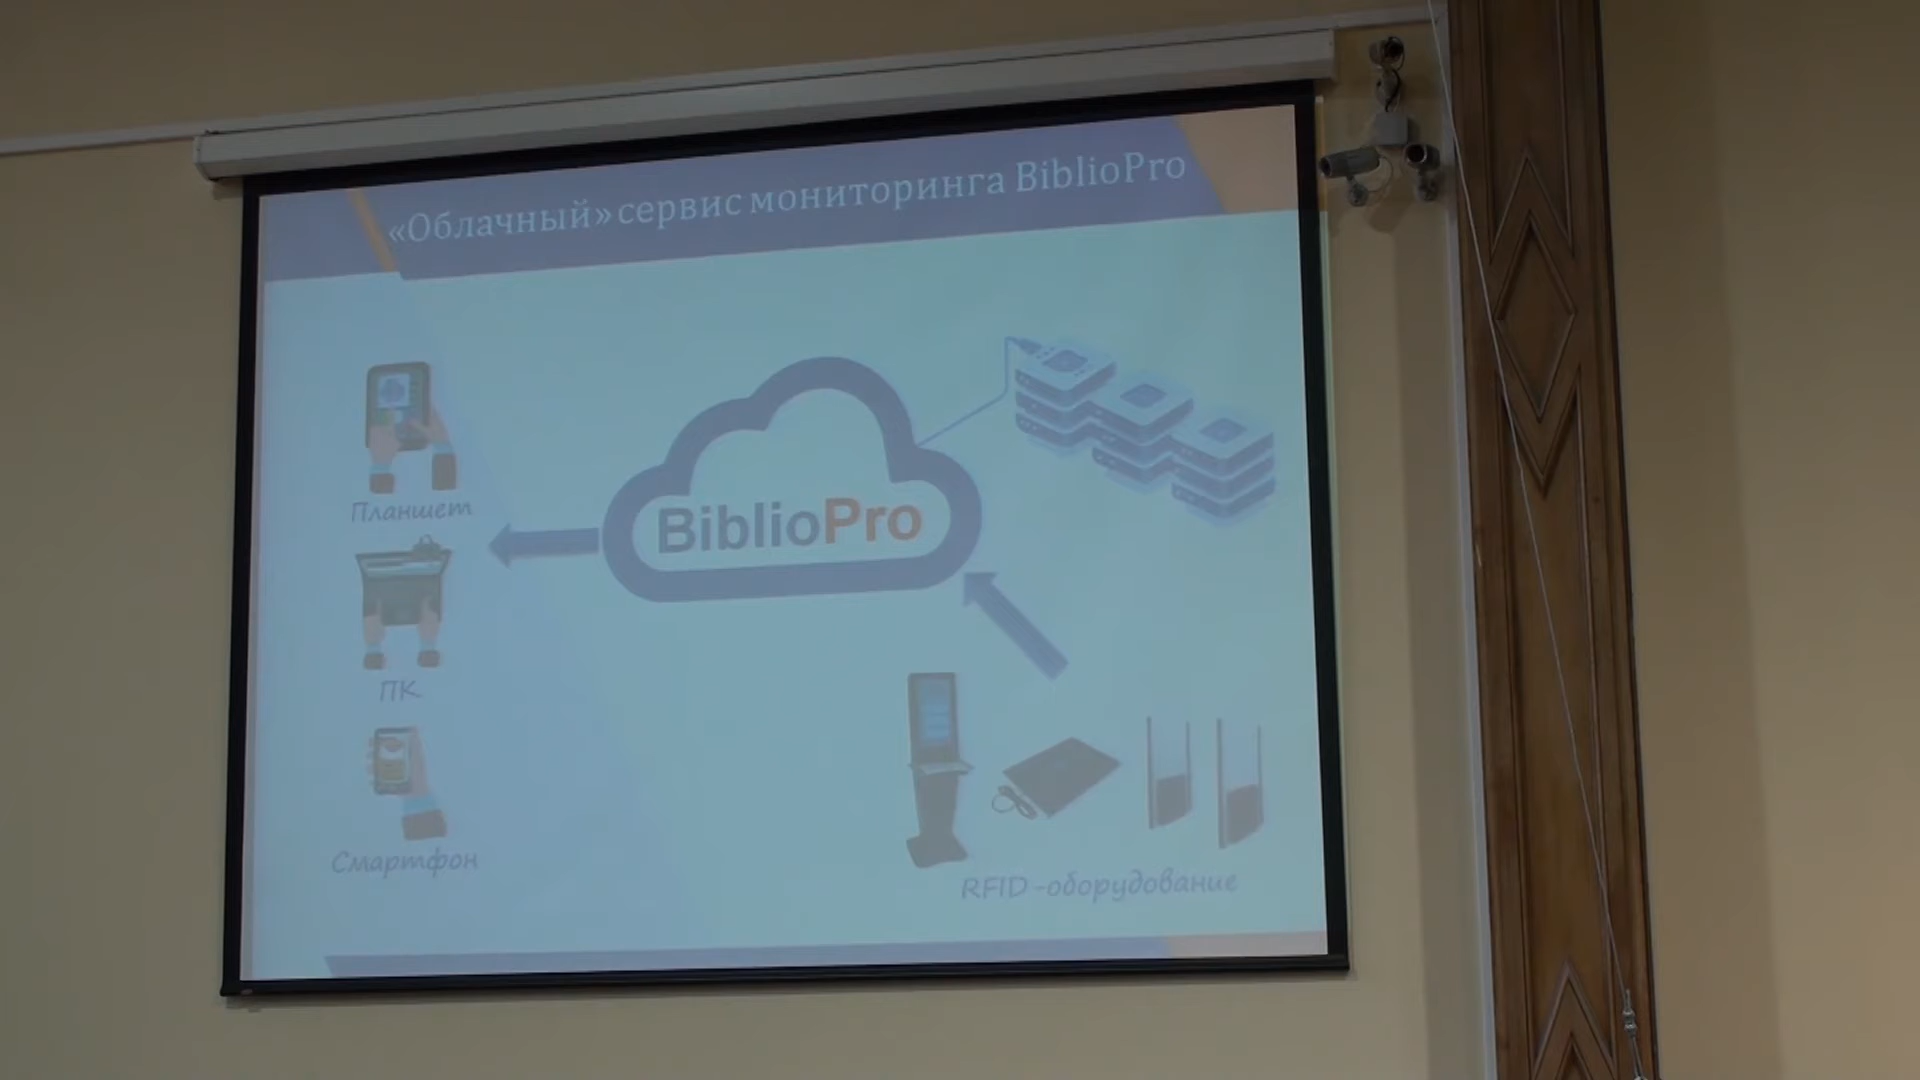 «Облачный» сервис мониторинга BiblioPro
Планшет
BiblioPro
ПК
Смартфон
RFID-оборудование